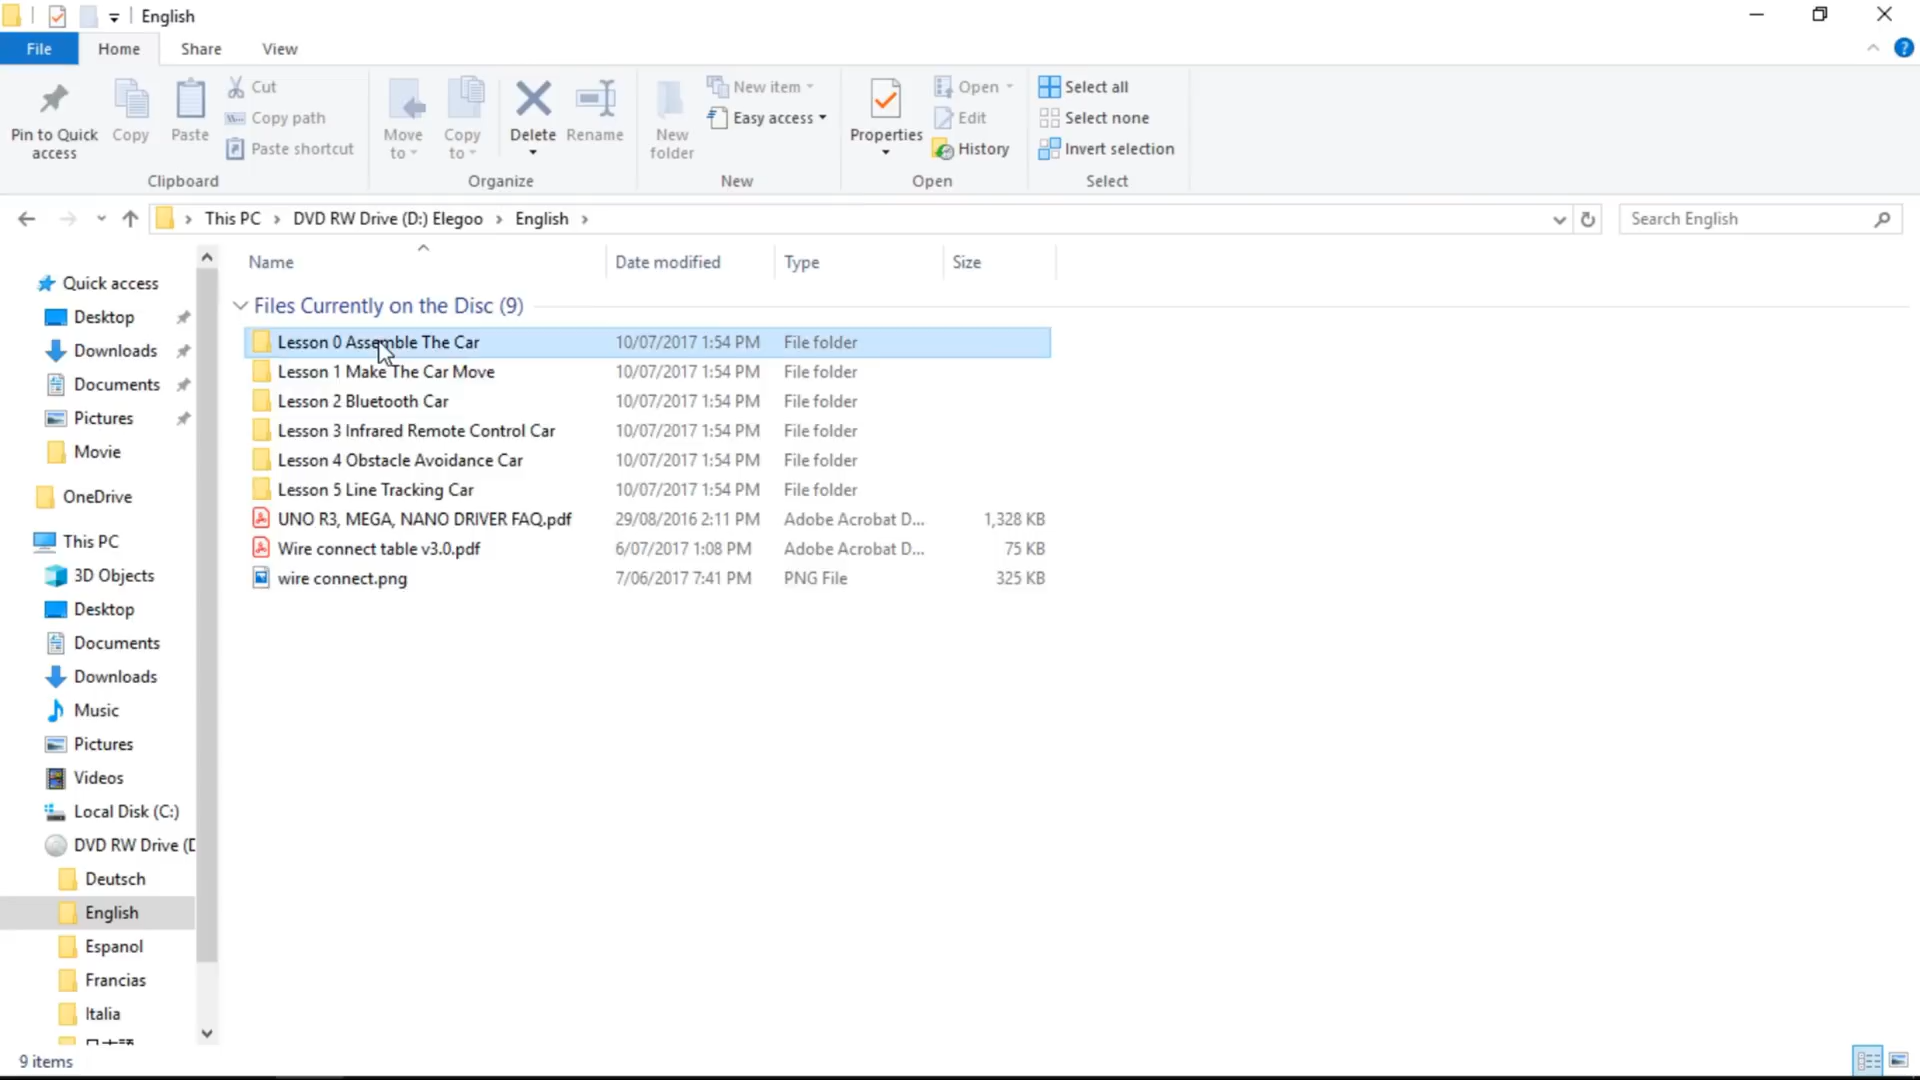 English
File Home Share View
Pin to Quick access
Copy
Paste
Cut
Copy path
Paste shortcut
Clipboard
Move to
Copy to
Delete
Rename
Organize
New folder
New item
Easy access
New
Properties
Open
Edit
History
Open
Select all
Select none
Invert selection
Select
This PC > DVD RW Drive (D:) Elegoo > English >
Search English
Name Date modified Type Size
Files Currently on the Disc (9)
Lesson 0 Assemble The Car 10/07/2017 1:54 PM File folder
Lesson 1 Make The Car Move 10/07/2017 1:54 PM File folder
Lesson 2 Bluetooth Car 10/07/2017 1:54 PM File folder
Lesson 3 Infrared Remote Control Car 10/07/2017 1:54 PM File folder
Lesson 4 Obstacle Avoidance Car 10/07/2017 1:54 PM File folder
Lesson 5 Line Tracking Car 10/07/2017 1:54 PM File folder
UNO R3, MEGA, NANO DRIVER FAQ.pdf 29/08/2016 2:11 PM Adobe Acrobat D... 1,328 KB
Wire connect table v3.0.pdf 6/07/2017 1:08 PM Adobe Acrobat D... 75 KB
wire connect.png 7/06/2017 7:41 PM PNG File 325 KB
Quick access
Desktop
Downloads
Documents
Pictures
Movie
OneDrive
This PC
3D Objects
Desktop
Documents
Downloads
Music
Pictures
Videos
Local Disk (C:)
DVD RW Drive (D
Deutsch
English
Espanol
Francias
Italia
9 items